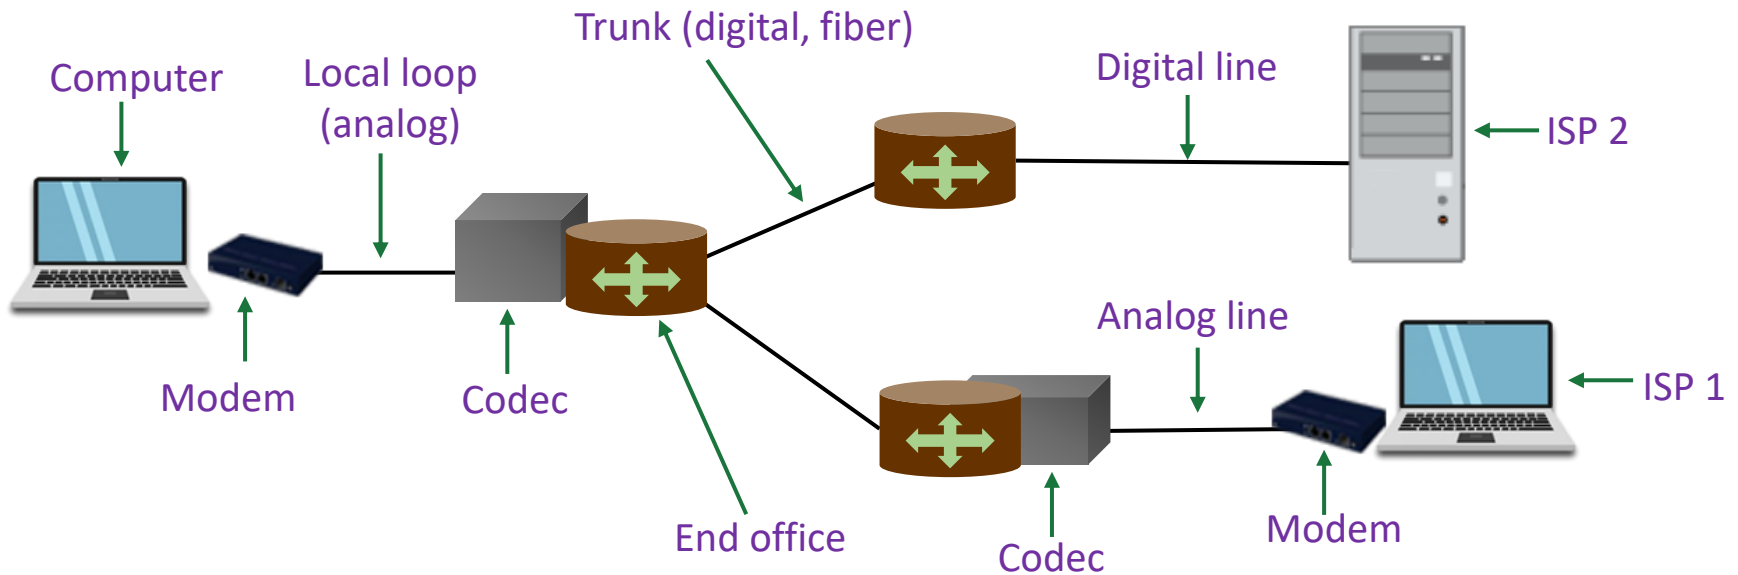 Trunk (digital, fiber)
Computer
Local loop
(analog)
Digital line
ISP 2
Analog line
Modem
Codec
ISP 1
End office
Codec
Modem